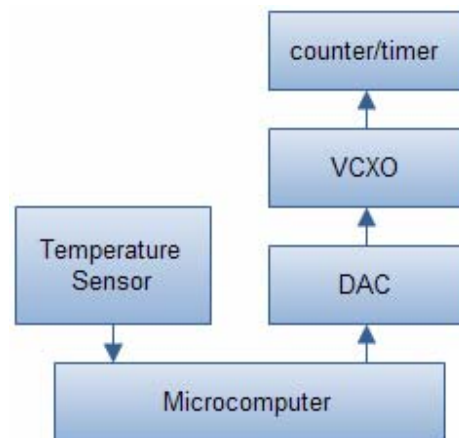 counter/timer
VCXO
Temperature
Sensor
DAC
Microcomputer